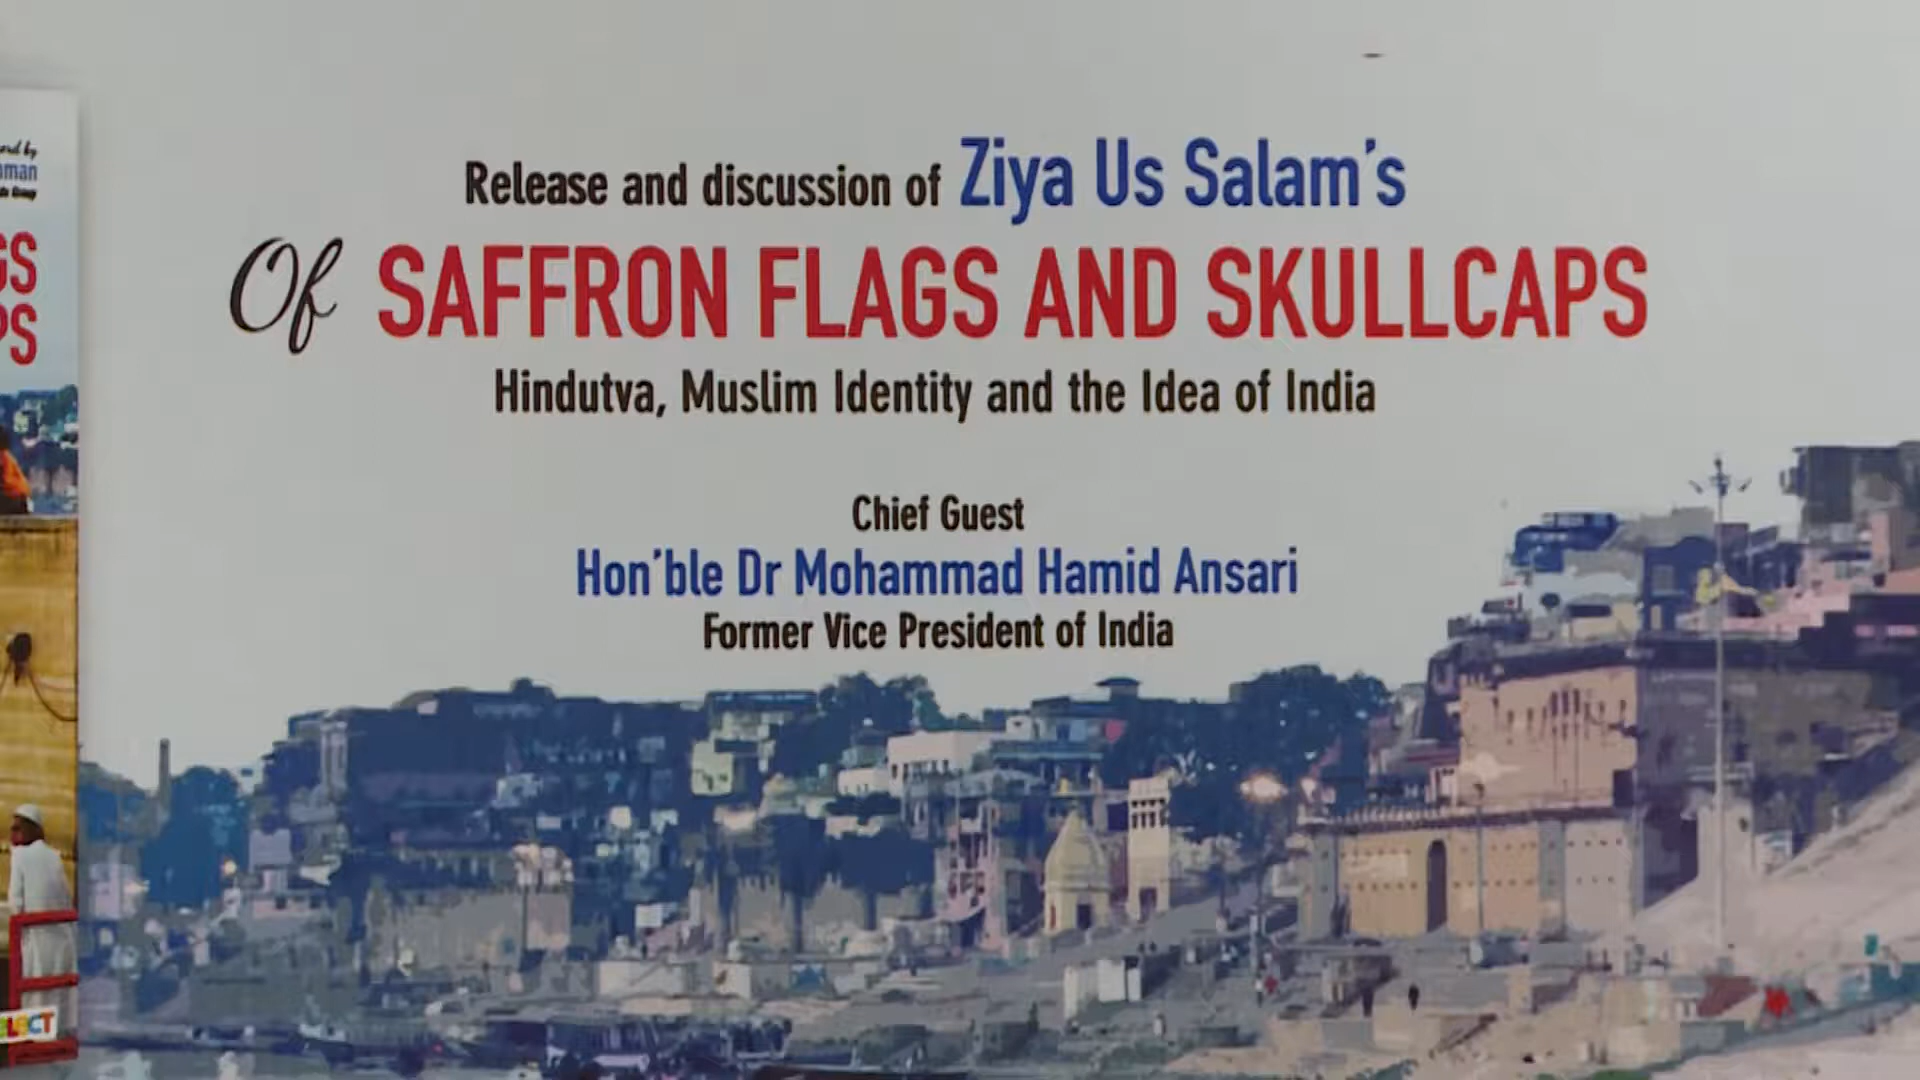 Release and discussion of Ziya Us Salam's
Of SAFFRON FLAGS AND SKULLCAPS
Hindutva, Muslim Identity and the Idea of India
Chief Guest
Hon'ble Dr Mohammad Hamid Ansari
Former Vice President of India